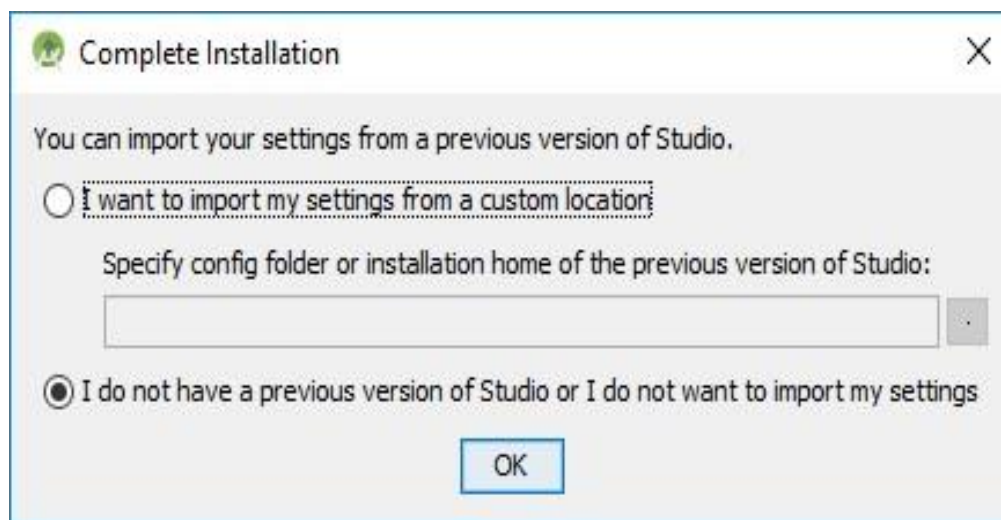 Complete Installation
You can import your settings from a previous version of Studio.
I want to import my settings from a custom location
Specify config folder or installation home of the previous version of Studio:
.
I do not have a previous version of Studio or I do not want to import my settings
OK